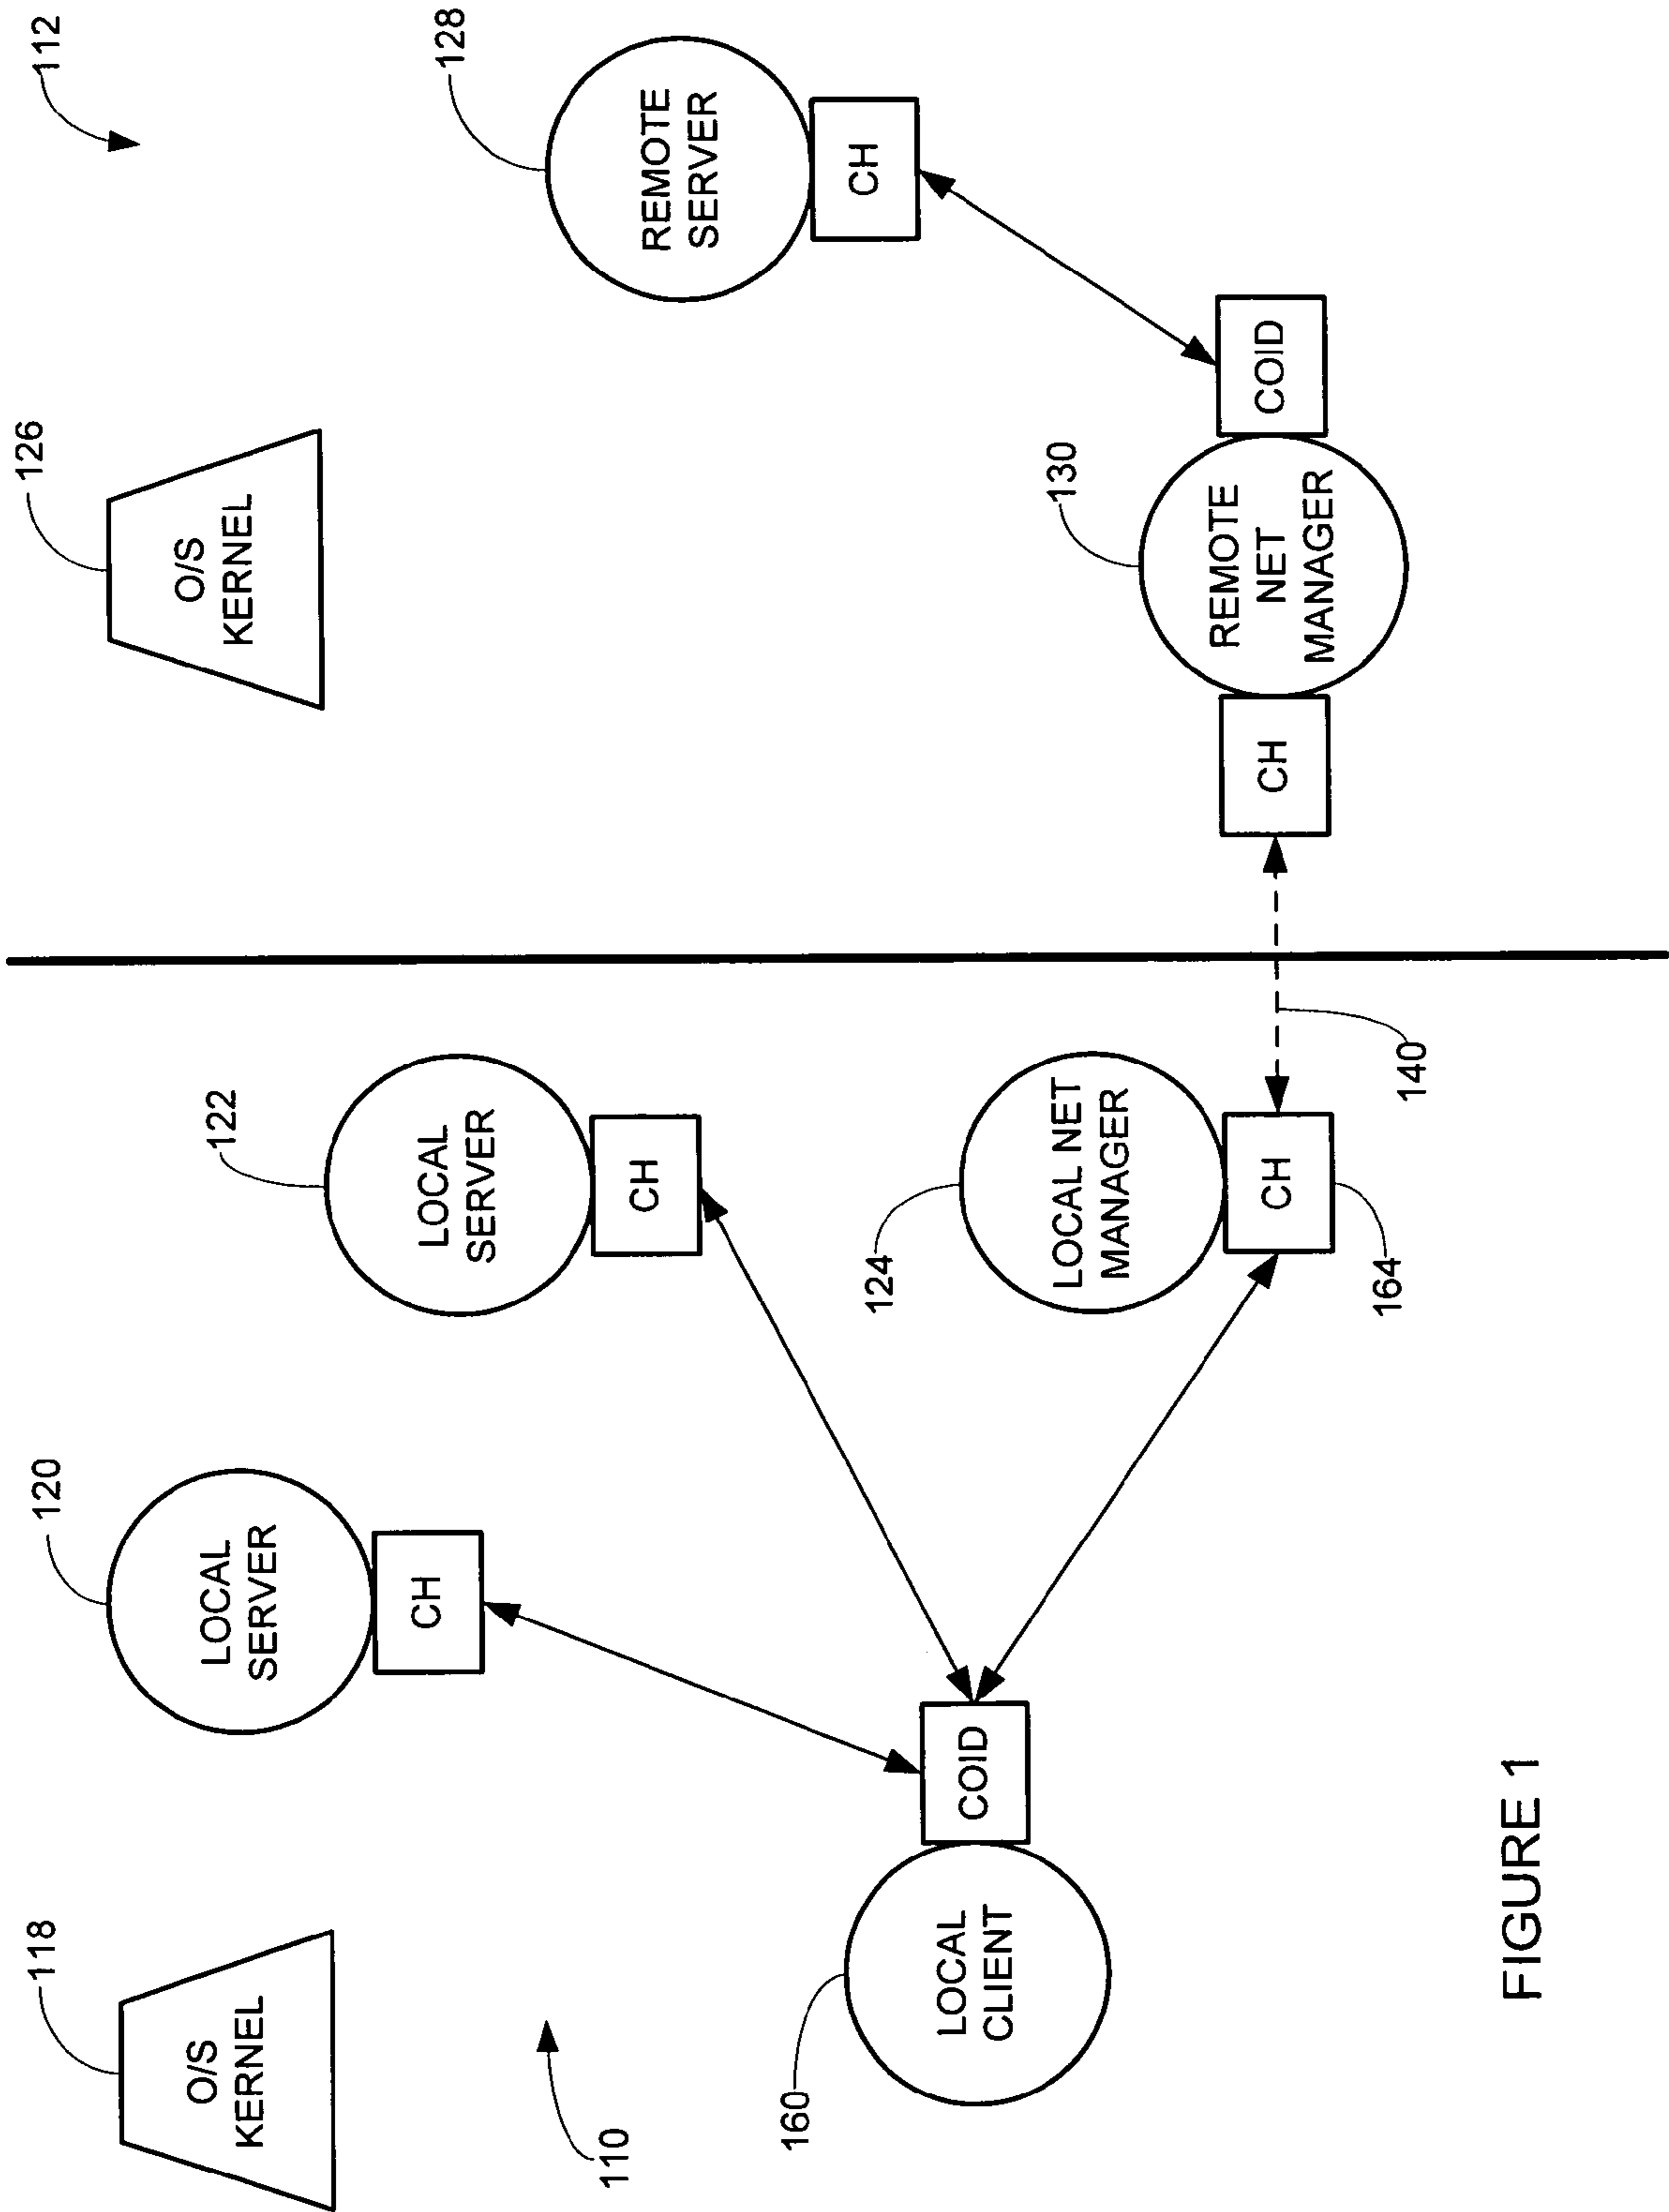 118
O/S
KERNEL
126
O/S
KERNEL
112
110
120
LOCAL
SERVER
CH
122
LOCAL
SERVER
CH
128
REMOTE
SERVER
CH
160
LOCAL
CLIENT
COID
124
LOCAL NET
MANAGER
CH
164
140
130
REMOTE
NET
MANAGER
CH
COID
FIGURE 1